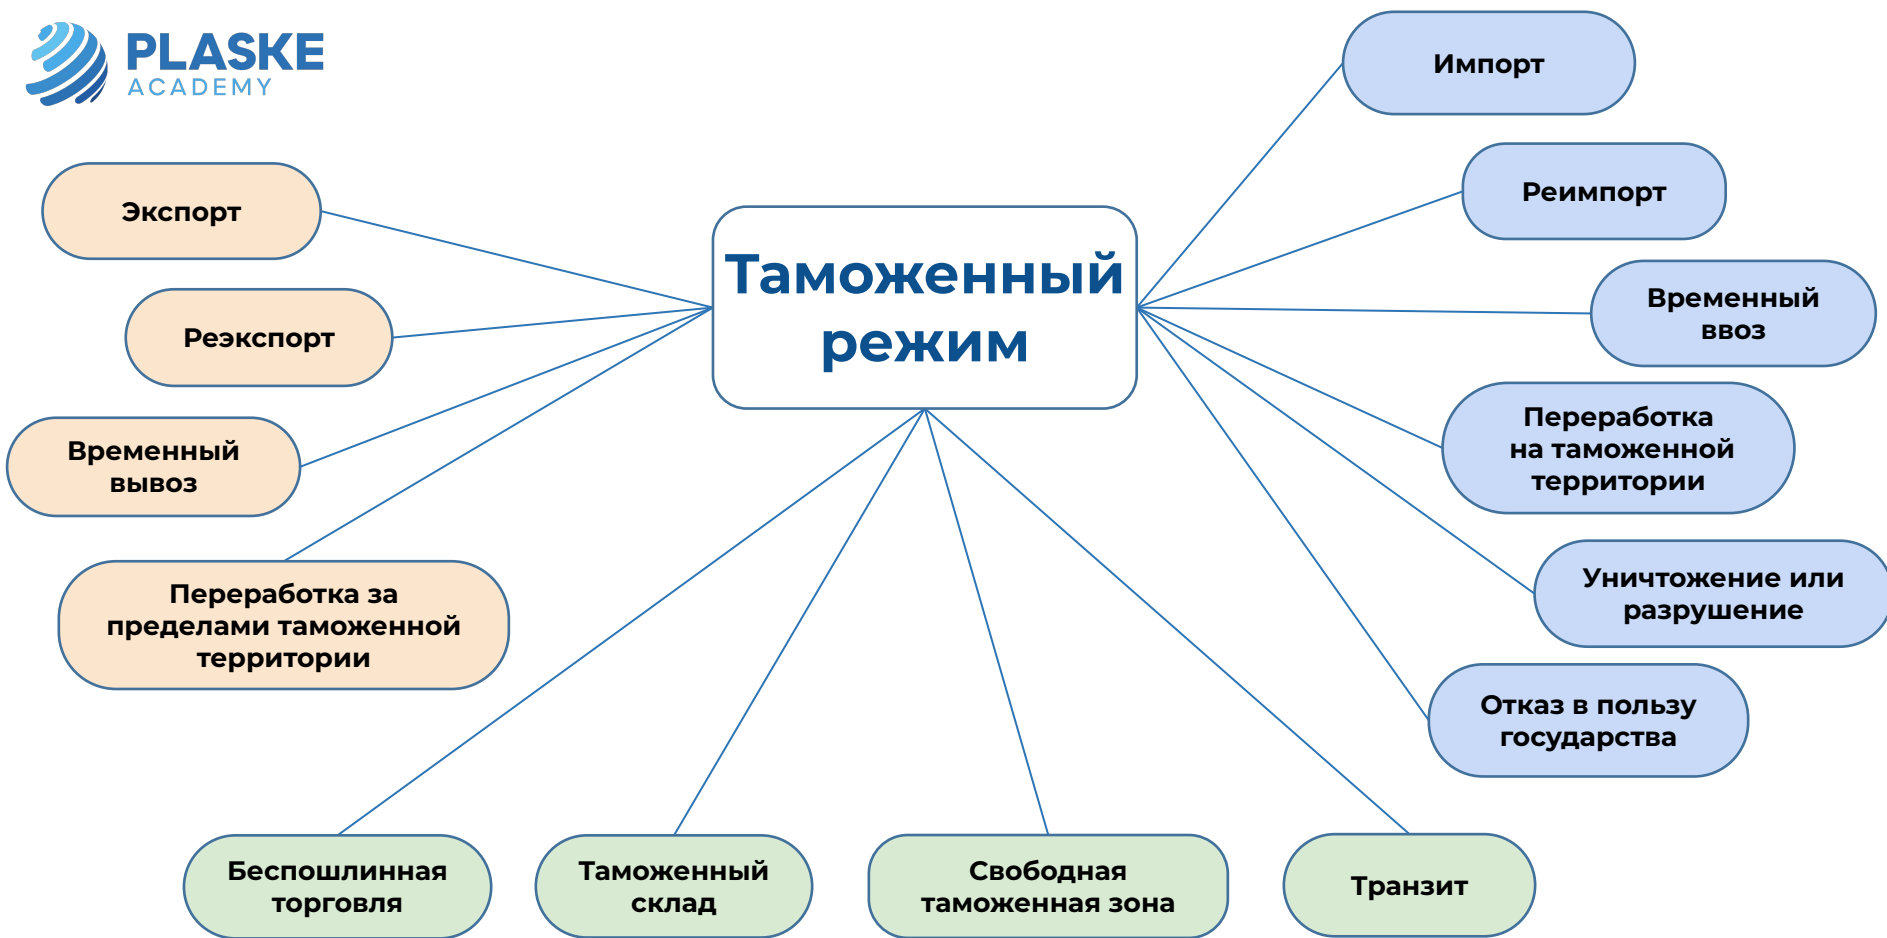 PLASKE
ACADEMY
Таможенный
режим
Экспорт
Реэкспорт
Временный
вывоз
Переработка за
пределами таможенной
территории
Беспошлинная
торговля
Таможенный
склад
Свободная
таможенная зона
Транзит
Импорт
Реимпорт
Временный
ввоз
Переработка
на таможенной
территории
Уничтожение или
разрушение
Отказ в пользу
государства